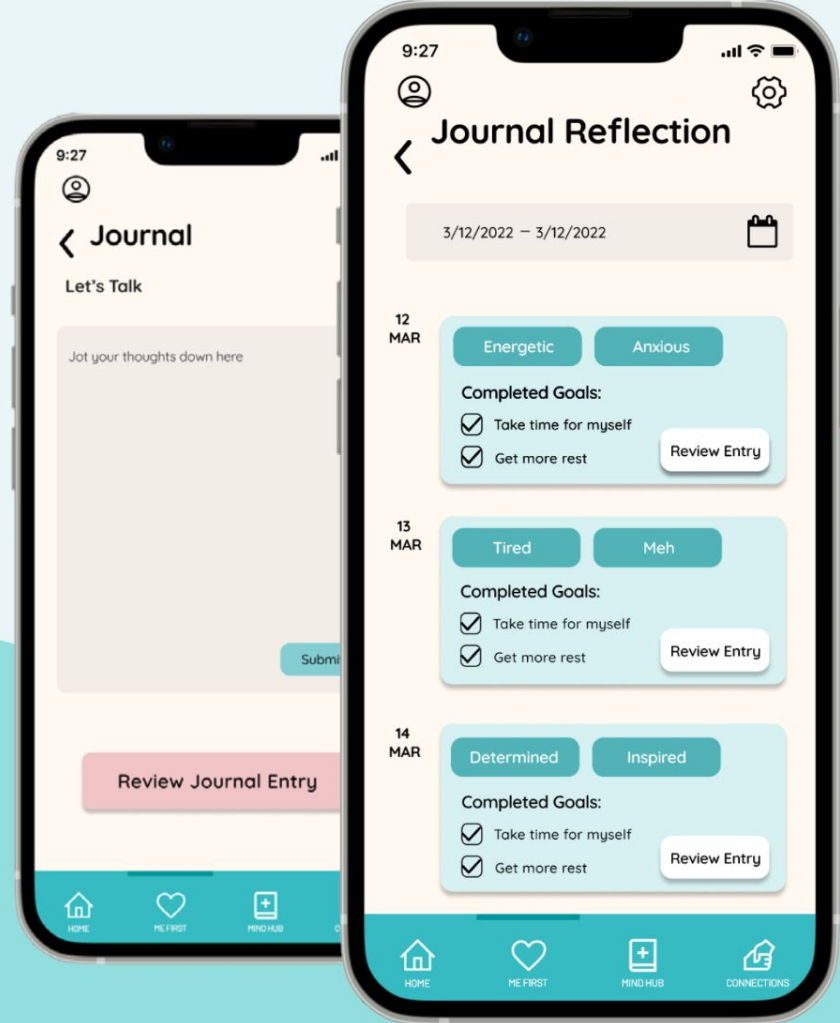 9:27
Journal
Let's Talk
Jot your thoughts down here
Review Journal Entry
HOME
ME FIRST
MIND HUB
9:27
Journal Reflection
3/12/2022 – 3/12/2022
12
MAR
Energetic
Anxious
Completed Goals:
Take time for myself
Get more rest
Review Entry
13
MAR
Tired
Meh
Completed Goals:
Take time for myself
Get more rest
Review Entry
14
MAR
Determined
Inspired
Completed Goals:
Take time for myself
Get more rest
Review Entry
HOME
ME FIRST
MIND HUB
CONNECTIONS